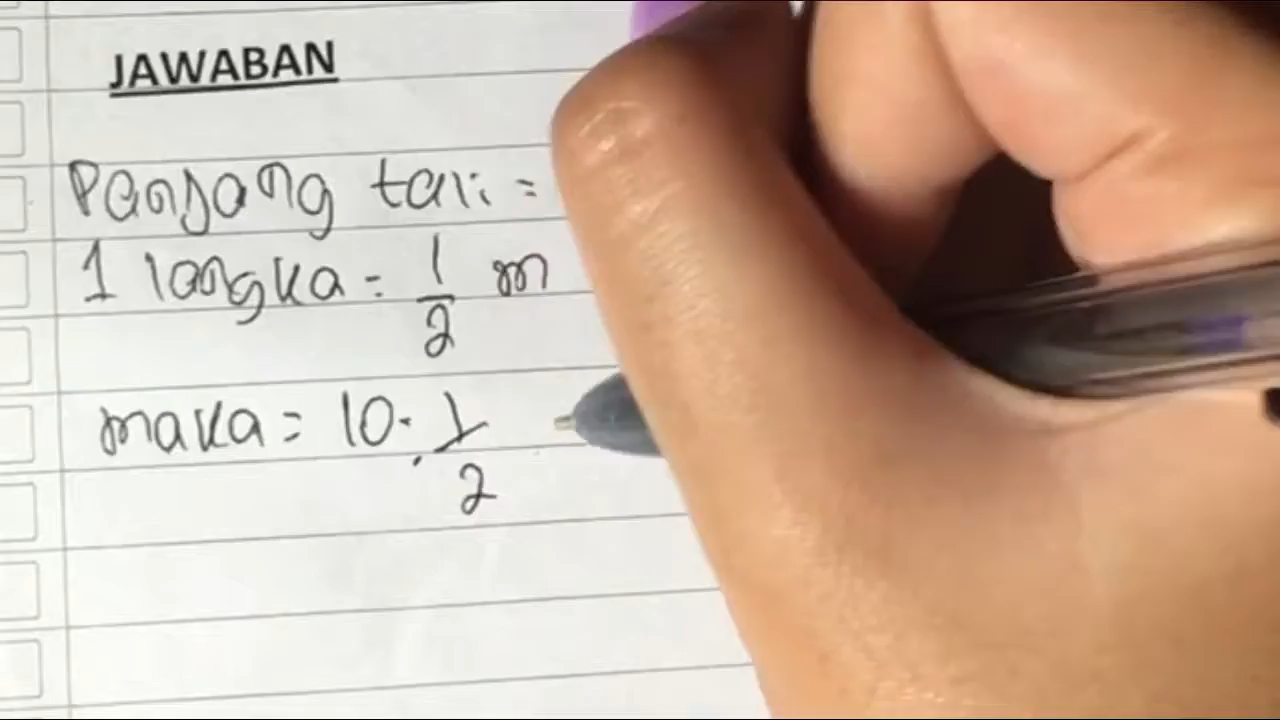 JAWABAN
Panjang tali =
1 langka = 1/2 m
maka = 10 · 1/2